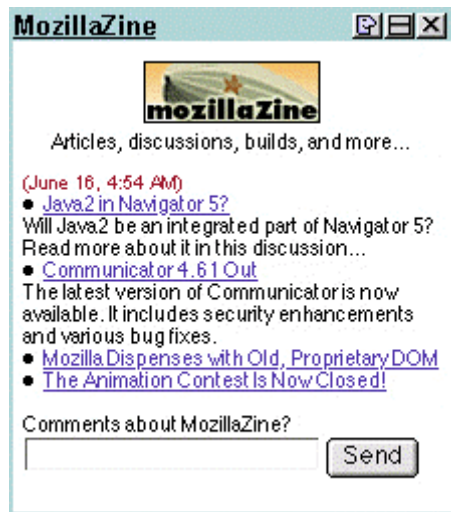 MozillaZine
mozillaZine
Articles, discussions, builds, and more...
(June 16, 4:54 AM)
● Java2 in Navigator 5?
Will Java2 be an integrated part of Navigator 5?
Read more about it in this discussion...
● Communicator 4.61 Out
The latest version of Communicator is now
available. It includes security enhancements
and various bug fixes.
● Mozilla Dispenses with Old, Proprietary DOM
● The Animation Contest Is Now Closed!
Comments about MozillaZine?
Send